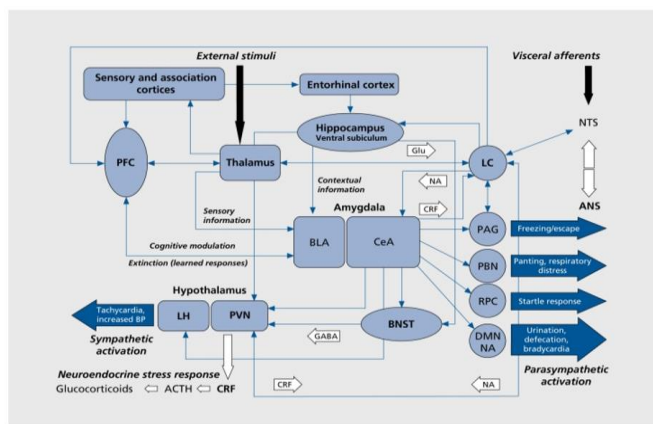 External stimuli
Visceral afferents
Sensory and association
cortices
Entorhinal cortex
Hippocampus
Ventral subiculum
NTS
Glu
PFC
Thalamus
LC
NA
Contextual
information
ANS
CRF
Sensory
information
Amygdala
BLA
CeA
PAG
Freezing/escape
Cognitive modulation
Extinction (learned responses)
PBN
Panting, respiratory
distress
Hypothalamus
RPC
Startle response
Tachycardia,
increased BP
LH
PVN
BNST
GABA
DMN
NA
Urination,
defecation,
bradycardia
Sympathetic
activation
Parasympathetic
activation
Neuroendocrine stress response
Glucocorticoids
ACTH
CRF
CRF
NA